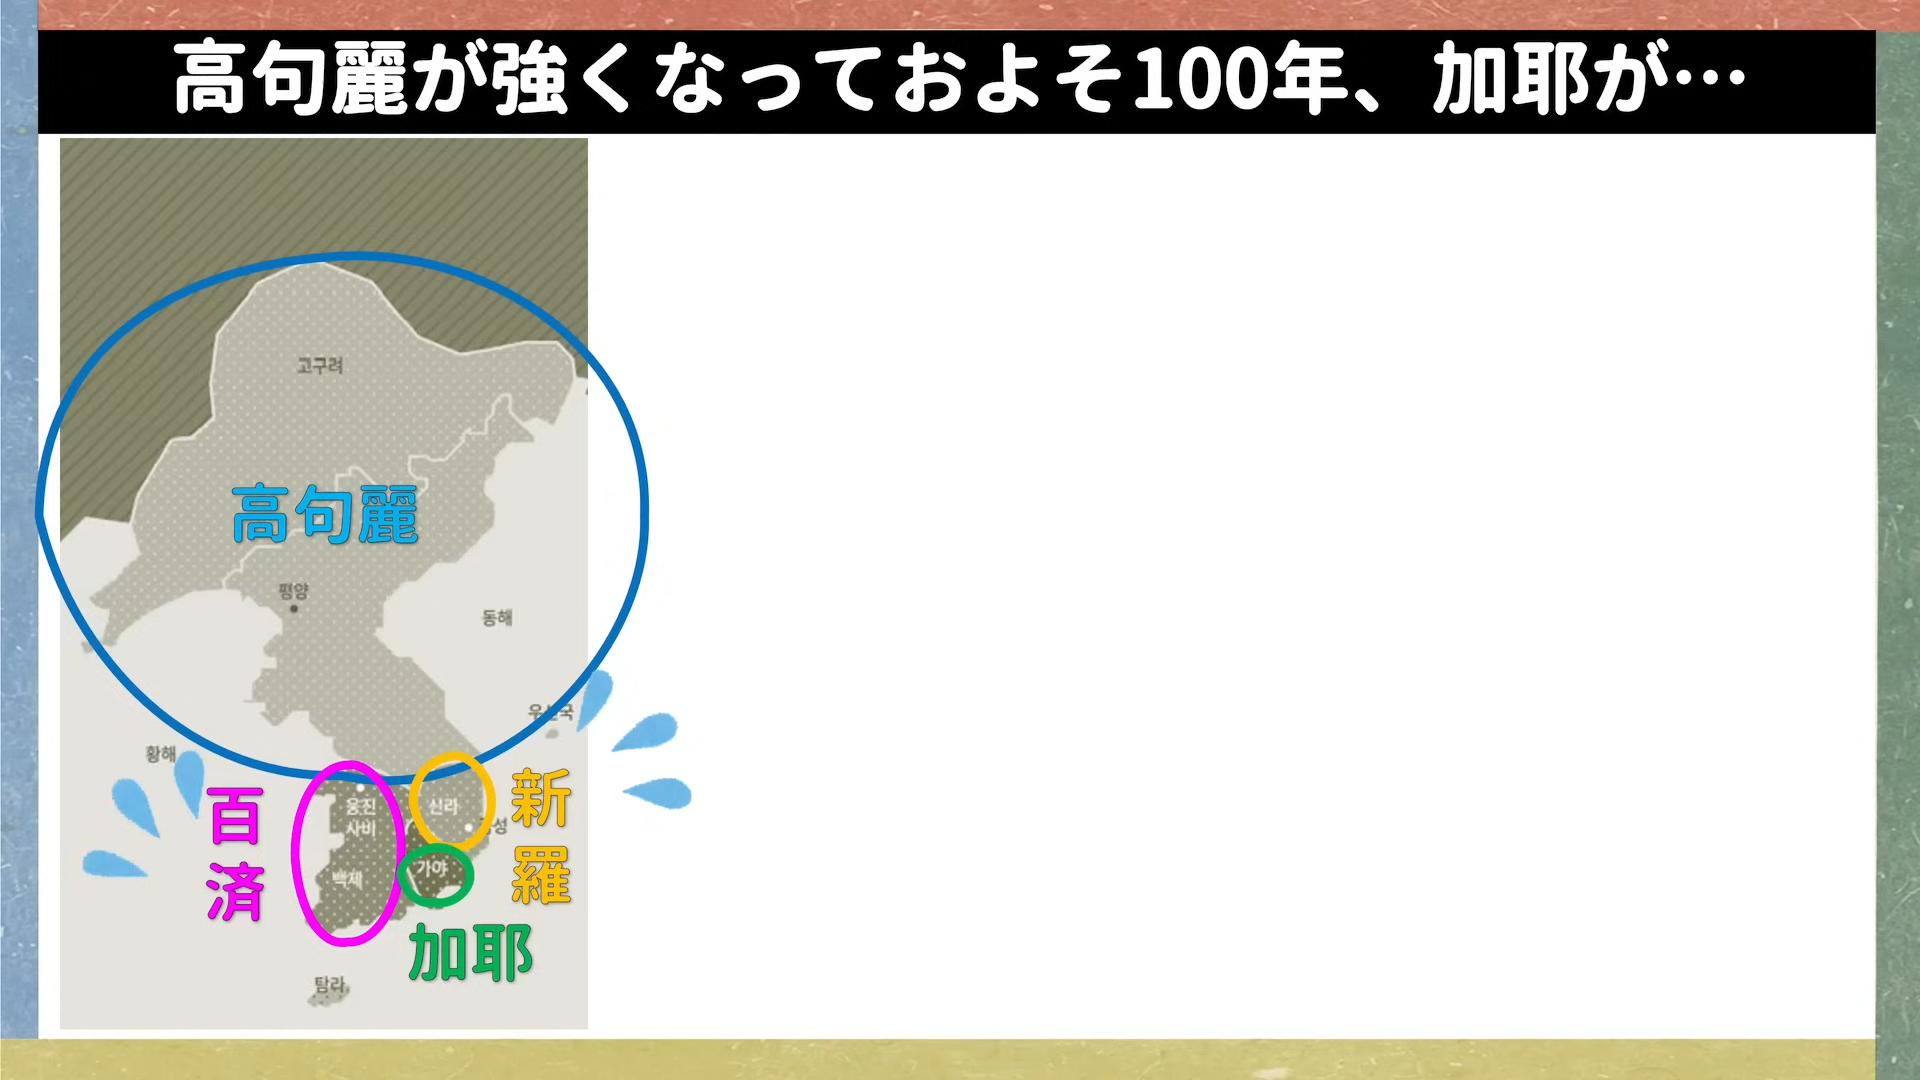 高句麗が強くなっておよそ100年、加耶が…
고구려
高句麗
평양
동해
황해
百済
웅진
사비
백제
신라
新羅
가야
加耶
탐라